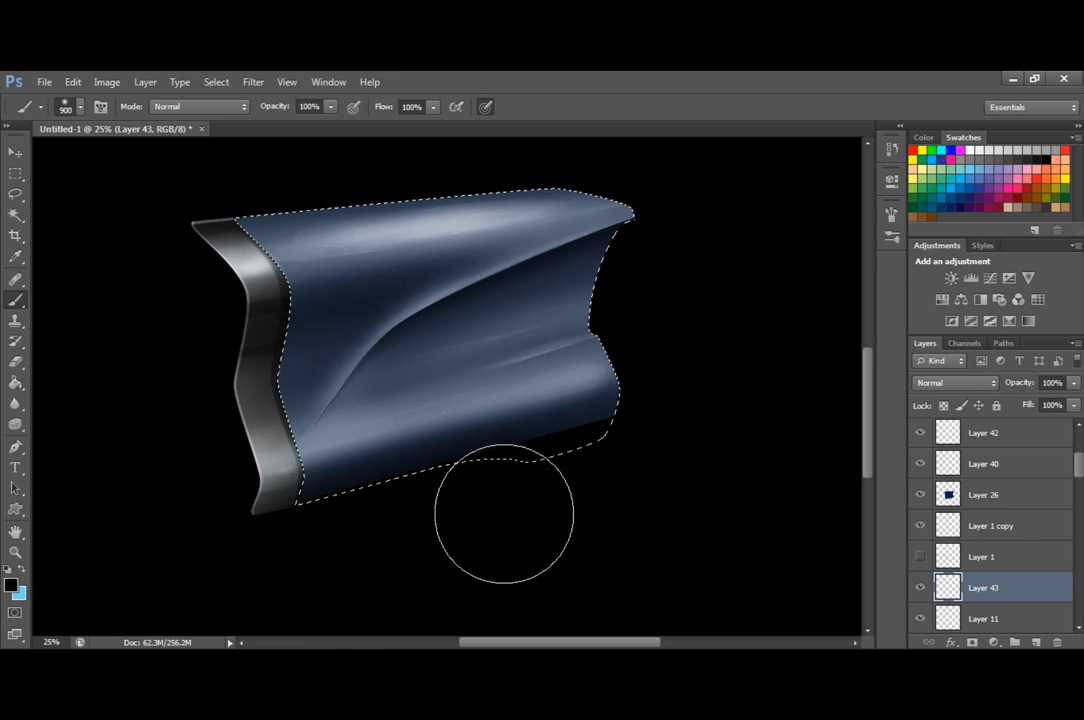 Ps File Edit Image Layer Type Select Filter View Window Help
900 Mode: Normal Opacity: 100% Flow: 100% Essentials
Untitled-1 @ 25% (Layer 43, RGB/8) * ×
Color Swatches
Adjustments Styles
Add an adjustment
Layers Channels Paths
Kind
Normal Opacity: 100%
Lock: Fill: 100%
Layer 42
Layer 40
Layer 26
Layer 1 copy
Layer 1
Layer 43
Layer 11
25% Doc: 62.3M/256.2M